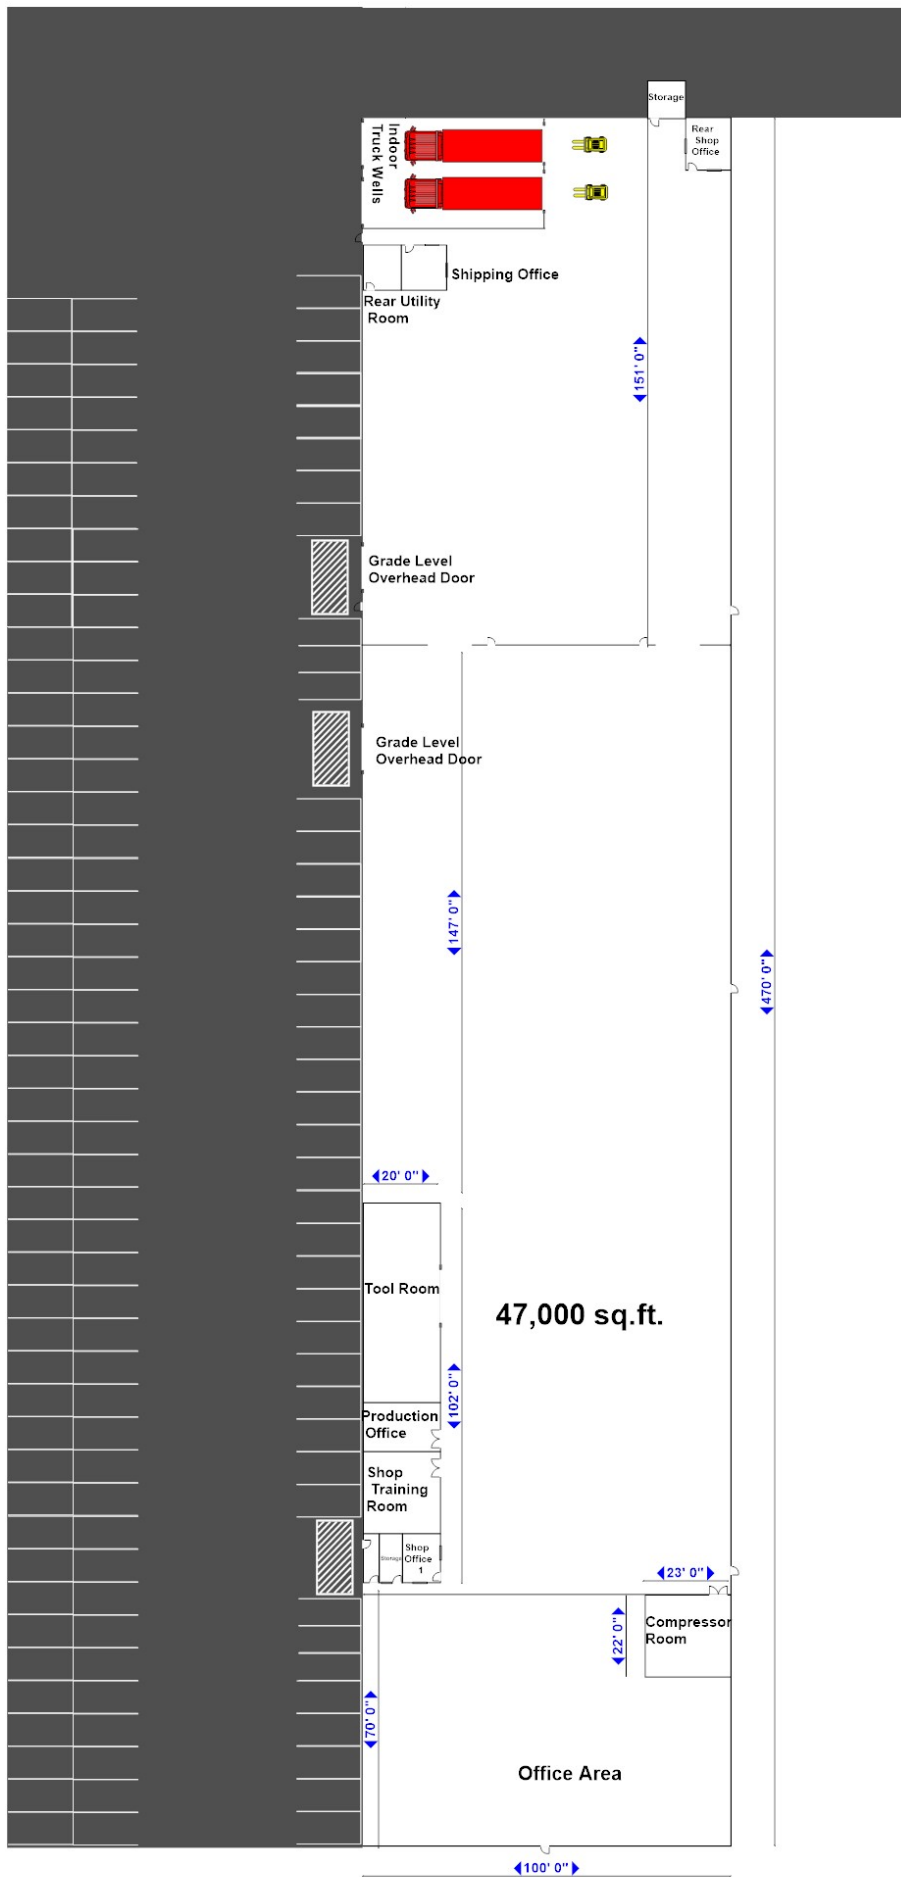 Storage
Rear
Shop
Office
Indoor
Truck Wells
Shipping Office
Rear Utility
Room
151' 0"
Grade Level
Overhead Door
Grade Level
Overhead Door
147' 0"
470' 0"
20' 0"
Tool Room
47,000 sq.ft.
102' 0"
Production
Office
Shop
Training
Room
Storage
Shop
Office
1
23' 0"
22' 0"
Compressor
Room
70' 0"
Office Area
100' 0"